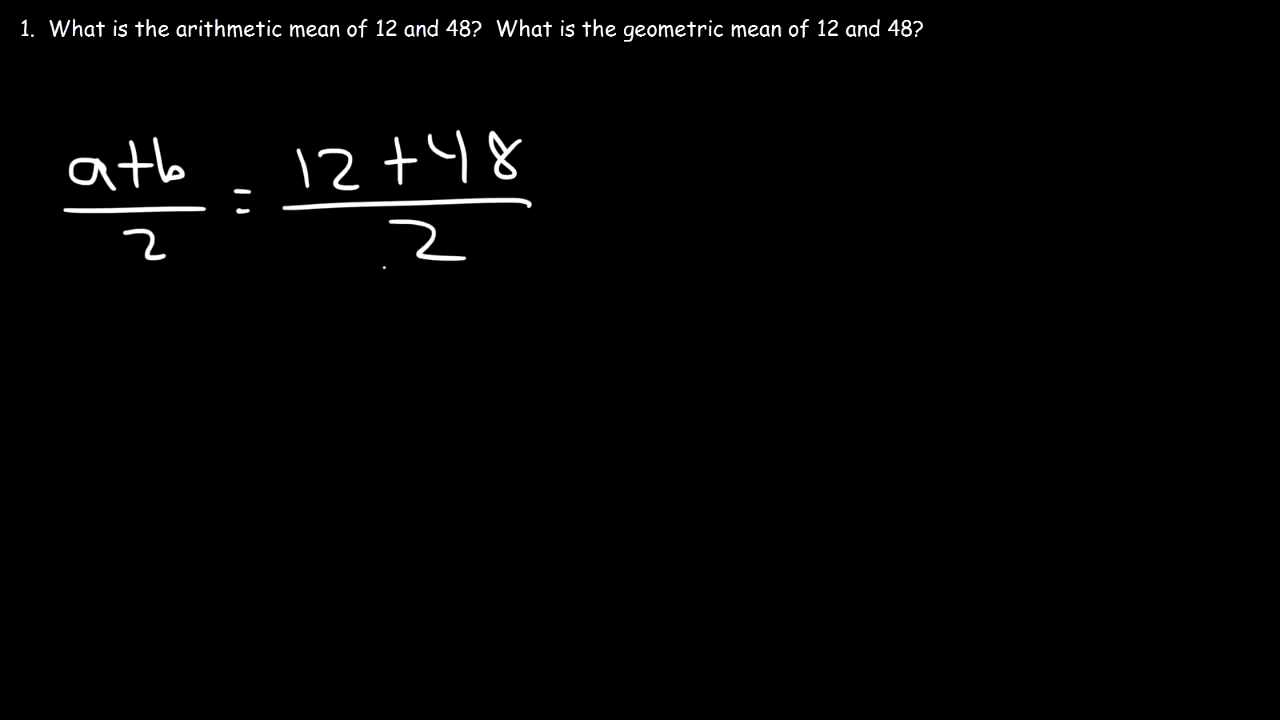 1. What is the arithmetic mean of 12 and 48? What is the geometric mean of 12 and 48?
a+b/2 = 12+48/2